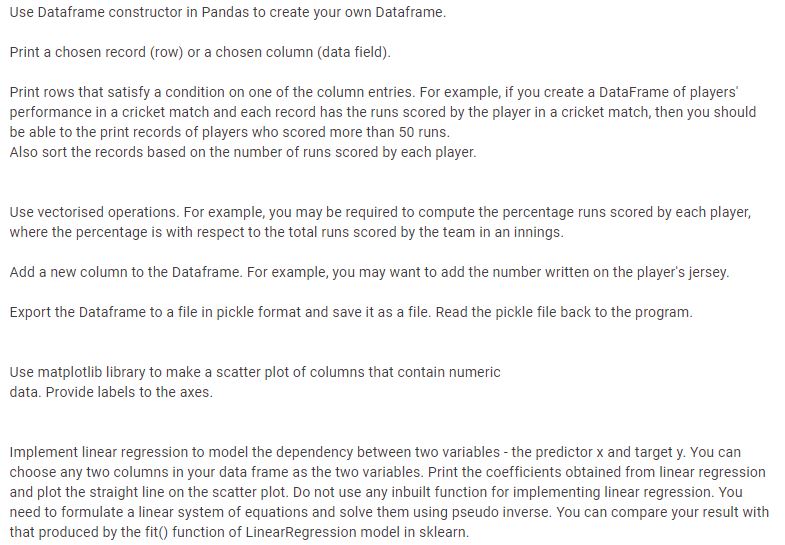 Use Dataframe constructor in Pandas to create your own Dataframe.
Print a chosen record (row) or a chosen column (data field).
Print rows that satisfy a condition on one of the column entries. For example, if you create a DataFrame of players'
performance in a cricket match and each record has the runs scored by the player in a cricket match, then you should
be able to the print records of players who scored more than 50 runs.
Also sort the records based on the number of runs scored by each player.
Use vectorised operations. For example, you may be required to compute the percentage runs scored by each player,
where the percentage is with respect to the total runs scored by the team in an innings.
Add a new column to the Dataframe. For example, you may want to add the number written on the player's jersey.
Export the Dataframe to a file in pickle format and save it as a file. Read the pickle file back to the program.
Use matplotlib library to make a scatter plot of columns that contain numeric
data. Provide labels to the axes.
Implement linear regression to model the dependency between two variables - the predictor x and target y. You can
choose any two columns in your data frame as the two variables. Print the coefficients obtained from linear regression
and plot the straight line on the scatter plot. Do not use any inbuilt function for implementing linear regression. You
need to formulate a linear system of equations and solve them using pseudo inverse. You can compare your result with
that produced by the fit() function of LinearRegression model in sklearn.